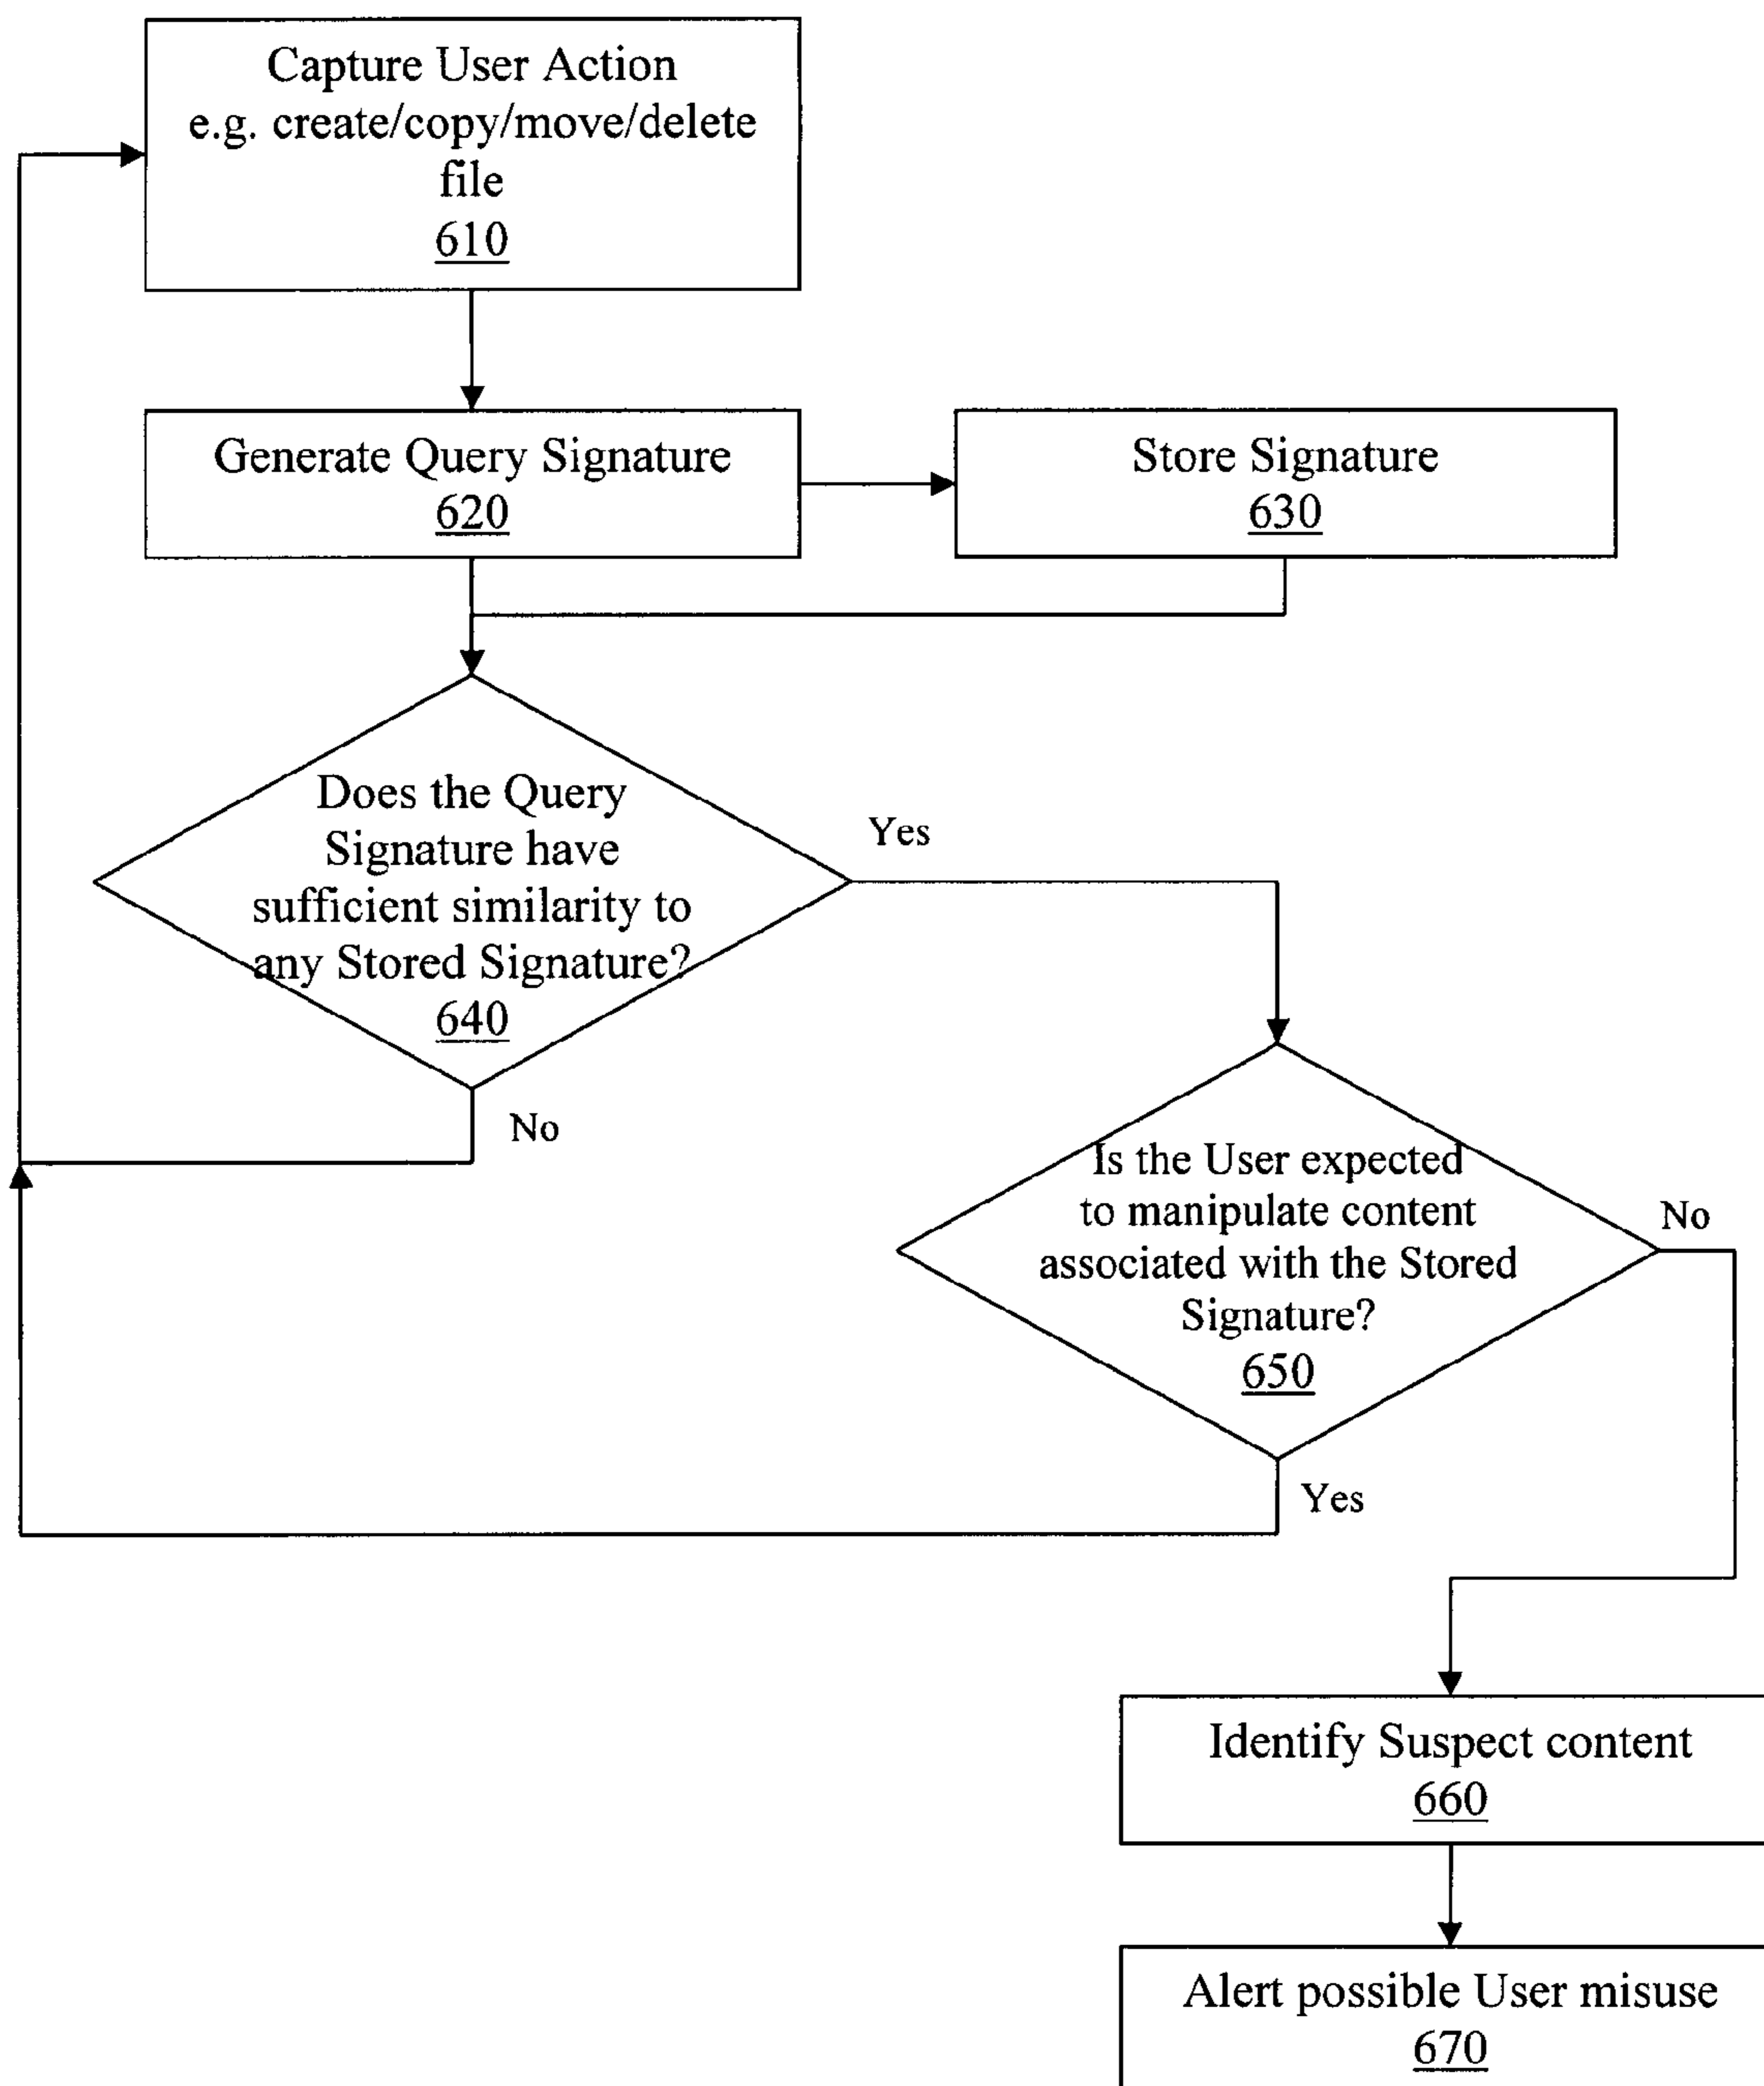 Capture User Action
e.g. create/copy/move/delete
file
610
Generate Query Signature
620
Store Signature
630
Does the Query
Signature have
sufficient similarity to
any Stored Signature?
640
Yes
No
Is the User expected
to manipulate content
associated with the Stored
Signature?
650
No
Yes
Identify Suspect content
660
Alert possible User misuse
670